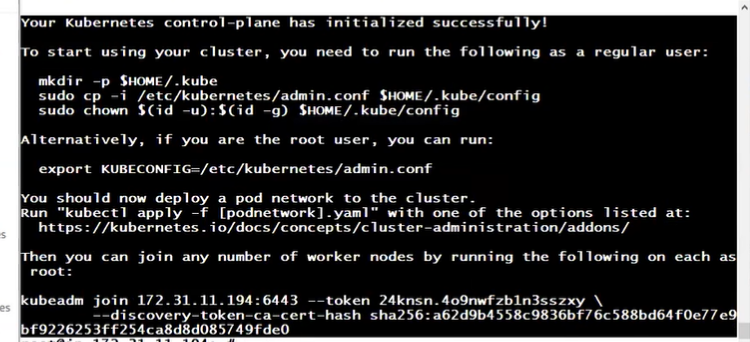 Your Kubernetes control-plane has initialized successfully!
To start using your cluster, you need to run the following as a regular user:
mkdir -p $HOME/.kube
sudo cp -i /etc/kubernetes/admin.conf $HOME/.kube/config
sudo chown $(id -u):$(id -g) $HOME/.kube/config
Alternatively, if you are the root user, you can run:
export KUBECONFIG=/etc/kubernetes/admin.conf
You should now deploy a pod network to the cluster.
Run "kubectl apply -f [podnetwork].yaml" with one of the options listed at:
https://kubernetes.io/docs/concepts/cluster-administration/addons/
Then you can join any number of worker nodes by running the following on each as
root:
kubeadm join 172.31.11.194:6443 --token 24knsn.4o9nwfzb1n3sszxy \
--discovery-token-ca-cert-hash sha256:a62d9b4558c9836bf76c588bd64f0e77e9
bf9226253ff254ca8d8d085749fde0